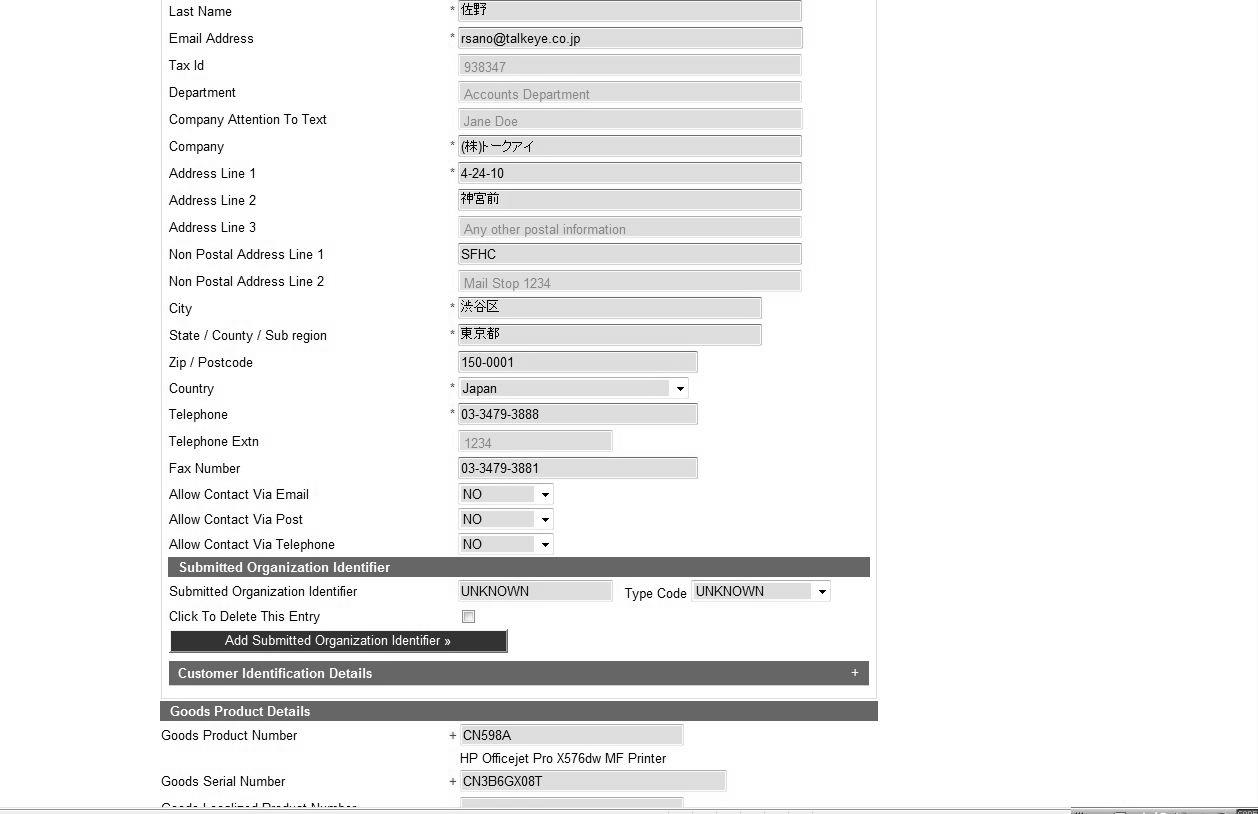 Last Name * 佐野
Email Address * rsano@talkeye.co.jp
Tax Id 938347
Department Accounts Department
Company Attention To Text Jane Doe
Company * (株)トークアイ
Address Line 1 * 4-24-10
Address Line 2 神宮前
Address Line 3 Any other postal information
Non Postal Address Line 1 SFHC
Non Postal Address Line 2 Mail Stop 1234
City * 渋谷区
State / County / Sub region * 東京都
Zip / Postcode 150-0001
Country * Japan
Telephone * 03-3479-3888
Telephone Extn 1234
Fax Number 03-3479-3881
Allow Contact Via Email NO
Allow Contact Via Post NO
Allow Contact Via Telephone NO
Submitted Organization Identifier
Submitted Organization Identifier UNKNOWN Type Code UNKNOWN
Click To Delete This Entry
Add Submitted Organization Identifier »
Customer Identification Details +
Goods Product Details
Goods Product Number + CN598A
HP Officejet Pro X576dw MF Printer
Goods Serial Number + CN3B6GX08T
Goods Localized Product Number